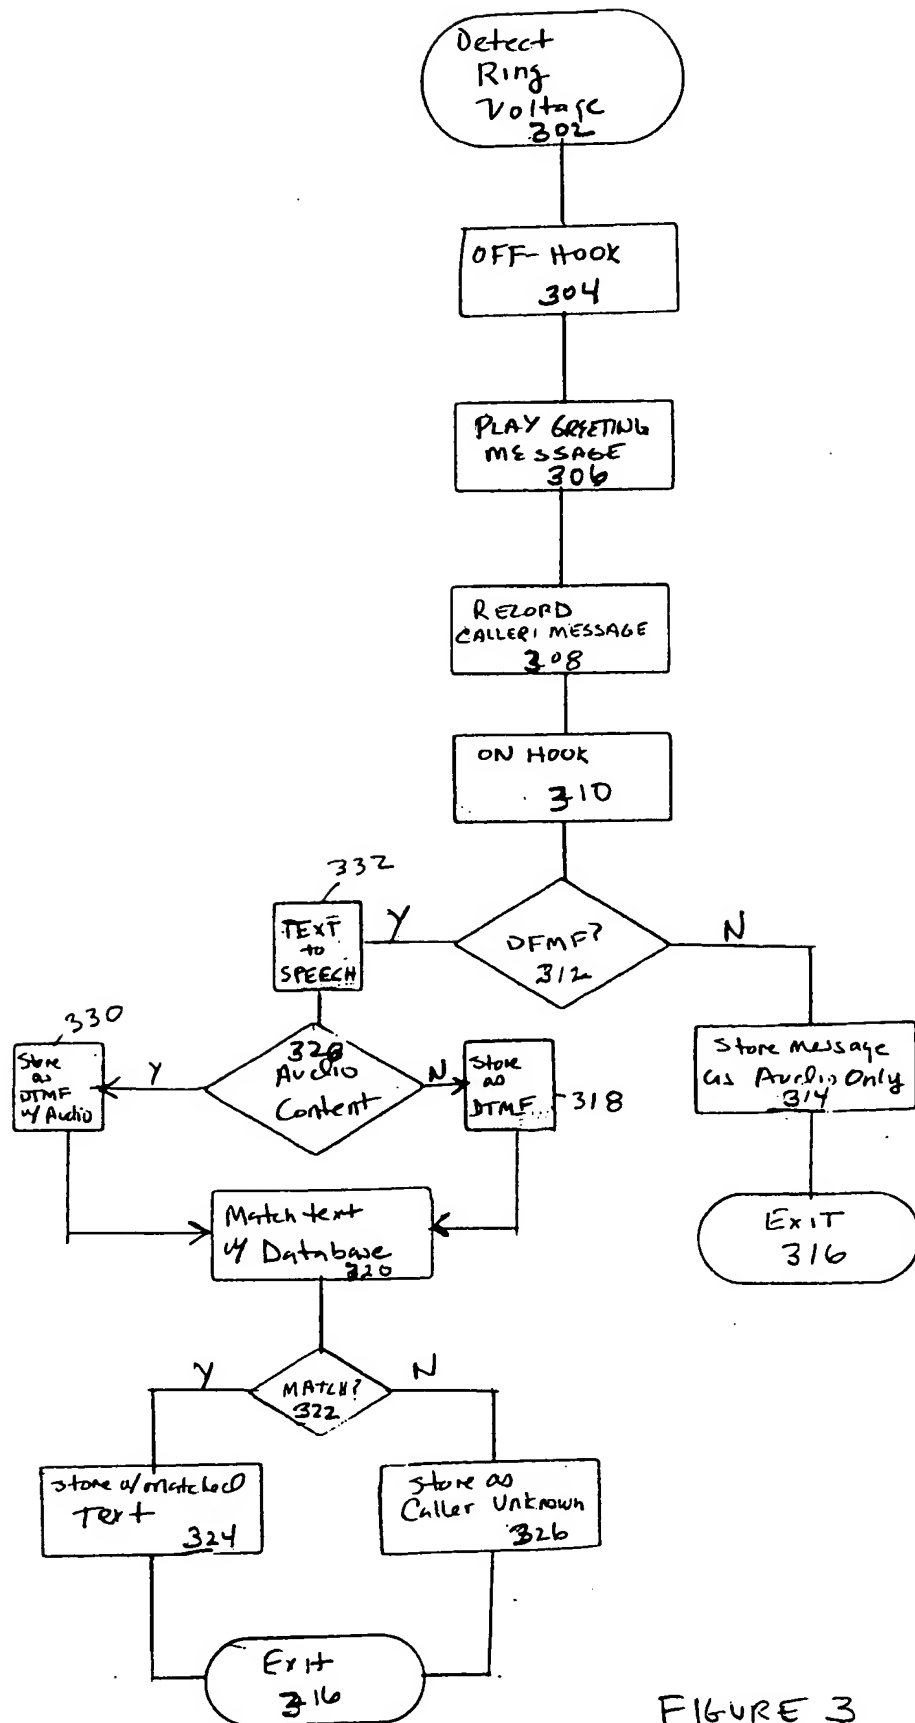 Detect
Ring
Voltage
302
OFF-HOOK
304
PLAY GREETING
MESSAGE
306
RECORD
CALLER'S MESSAGE
308
ON HOOK
310
332
TEXT
to
SPEECH
Y
DFMF?
312
N
330
Store
as
DTMF
w/ Audio
Y
328
Audio
Content
N
Store
as
DTMF
318
Store Message
as Audio Only
314
Match text
w/ Database
320
EXIT
316
Y
MATCH?
322
N
Store w/ matched
Text
324
Store as
Caller Unknown
326
Exit
316
FIGURE 3